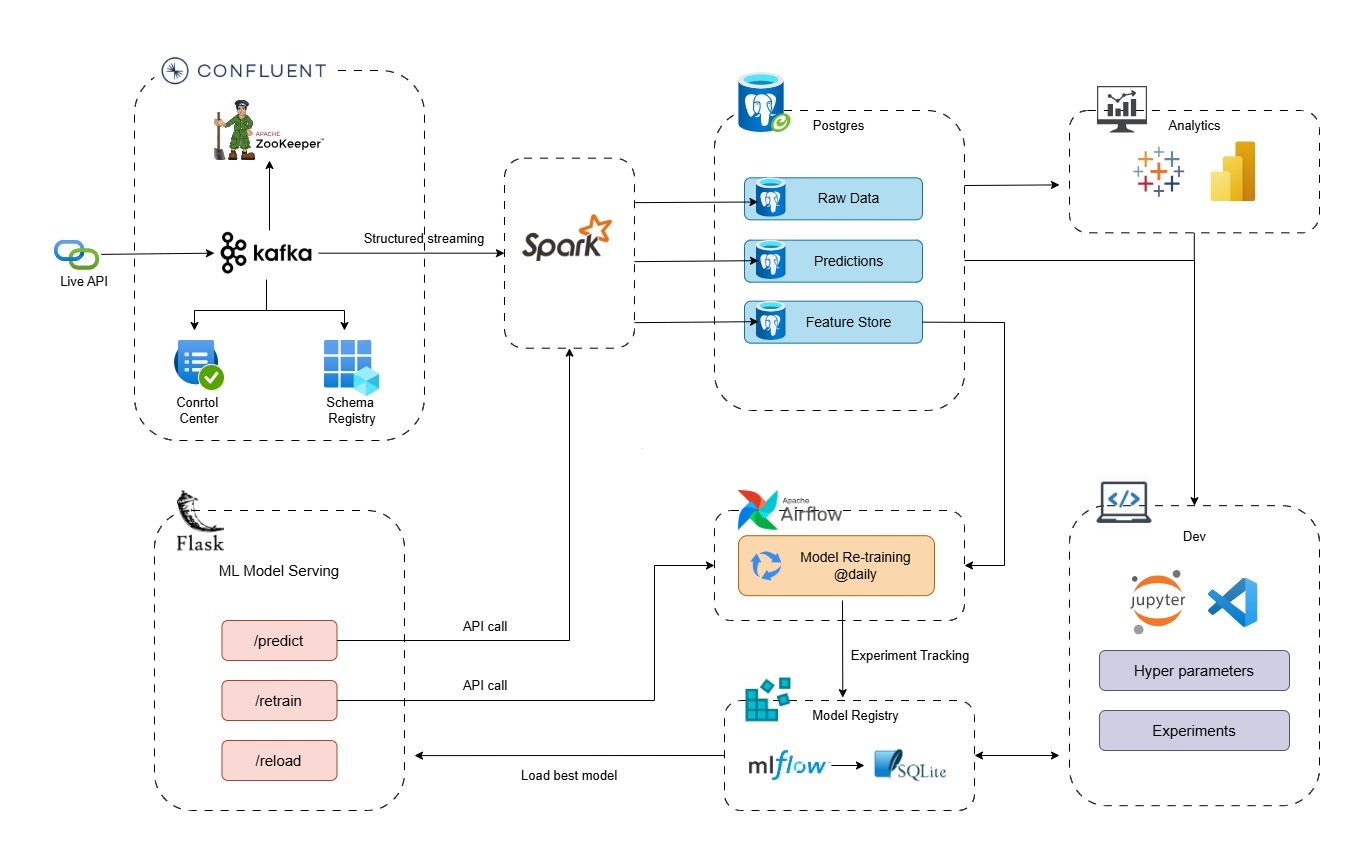 CONFLUENT
APACHE
ZooKeeper™
kafka
Live API
Structured streaming
Conrtol
Center
Schema
Registry
Spark
Postgres
Raw Data
Predictions
Feature Store
Analytics
Flask
ML Model Serving
/predict
/retrain
/reload
API call
API call
Load best model
Apache
Airflow
Model Re-training
@daily
Experiment Tracking
Model Registry
mlflow
SQLite
Dev
jupyter
Hyper parameters
Experiments